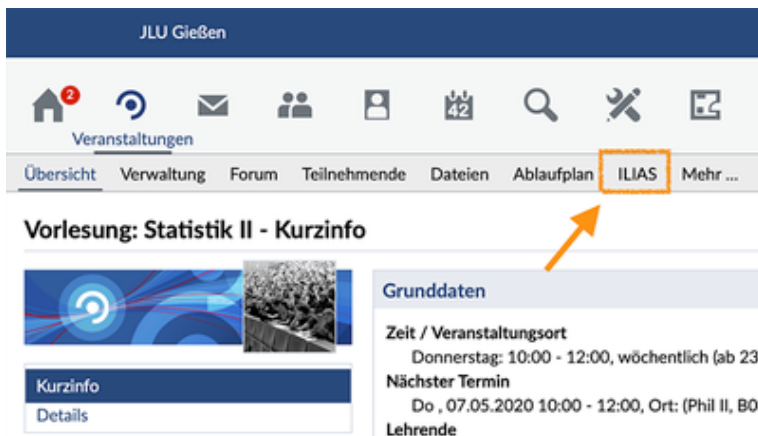 JLU Gießen
2
42
Veranstaltungen
Übersicht Verwaltung Forum Teilnehmende Dateien Ablaufplan ILIAS Mehr ...
Vorlesung: Statistik II - Kurzinfo
Grunddaten
Zeit / Veranstaltungsort
Donnerstag: 10:00 - 12:00, wöchentlich (ab 23
Nächster Termin
Do , 07.05.2020 10:00 - 12:00, Ort: (Phil II, B0
Lehrende
Kurzinfo
Details